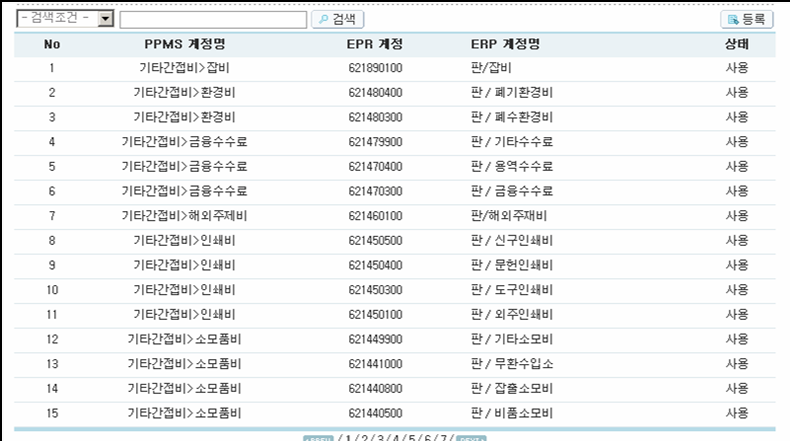 - 검색조건 - 검색 등록
No PPMS 계정명 EPR 계정 ERP 계정명 상태
1 기타간접비>잡비 621890100 판/잡비 사용
2 기타간접비>환경비 621480400 판 / 폐기환경비 사용
3 기타간접비>환경비 621480300 판 / 폐수환경비 사용
4 기타간접비>금융수수료 621479900 판 / 기타수수료 사용
5 기타간접비>금융수수료 621470400 판 / 용역수수료 사용
6 기타간접비>금융수수료 621470300 판 / 금융수수료 사용
7 기타간접비>해외주제비 621460100 판/해외주재비 사용
8 기타간접비>인쇄비 621450500 판 / 신구인쇄비 사용
9 기타간접비>인쇄비 621450400 판 / 문헌인쇄비 사용
10 기타간접비>인쇄비 621450300 판 / 도구인쇄비 사용
11 기타간접비>인쇄비 621450100 판 / 외주인쇄비 사용
12 기타간접비>소모품비 621449900 판 / 기타소모비 사용
13 기타간접비>소모품비 621441000 판 / 무환수입소 사용
14 기타간접비>소모품비 621440800 판 / 잡출소모비 사용
15 기타간접비>소모품비 621440500 판 / 비품소모비 사용
PREV / 1 / 2 / 3 / 4 / 5 / 6 / 7 / NEXT